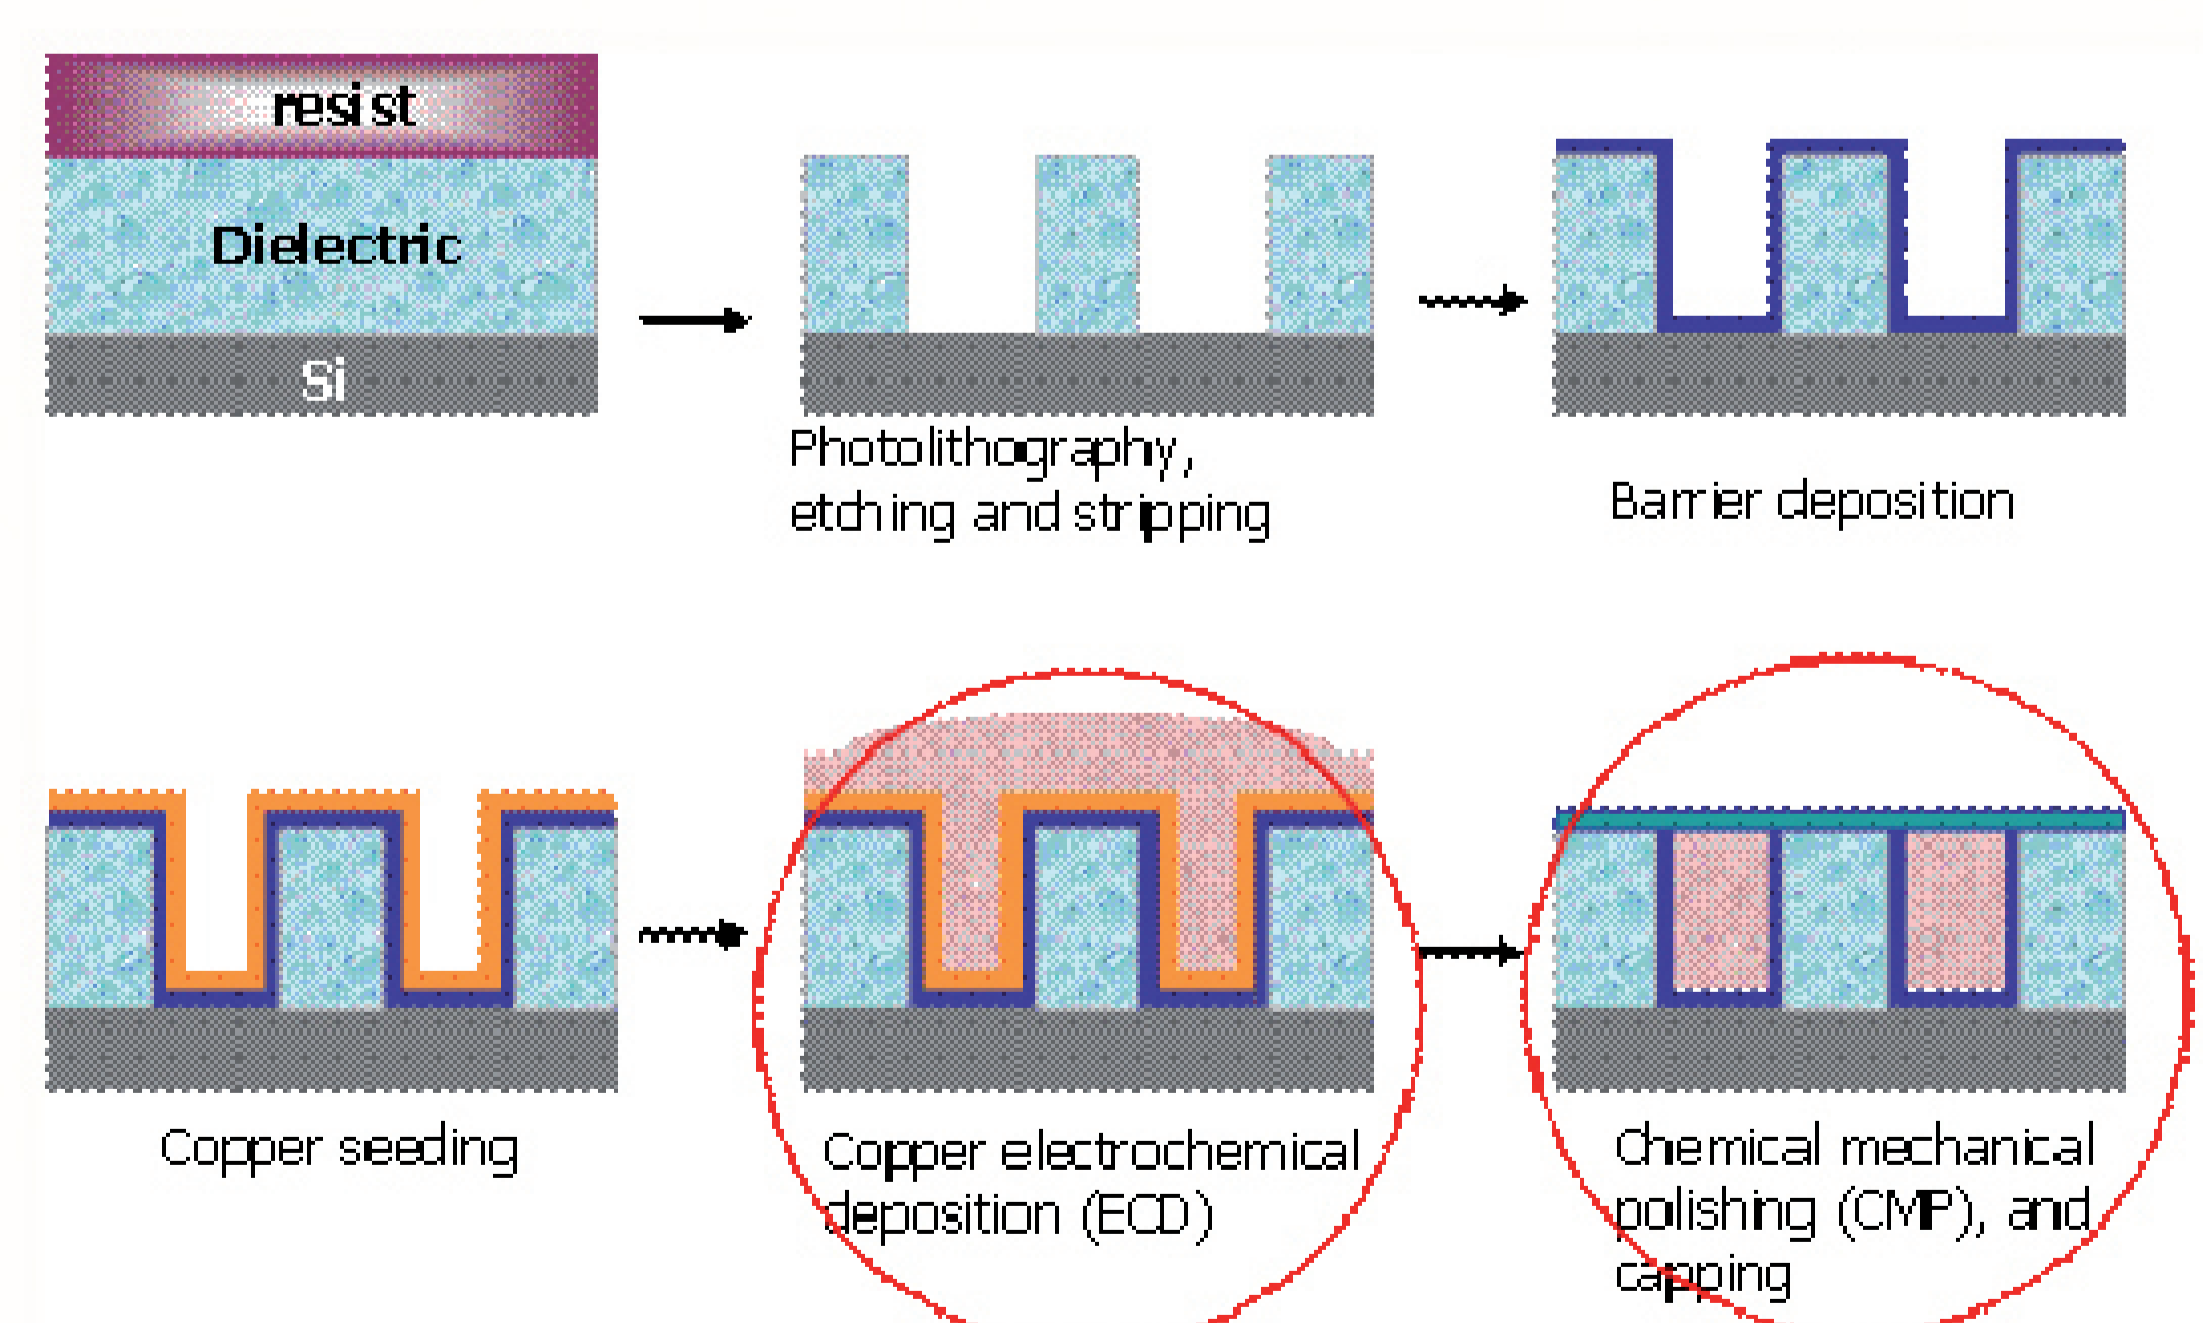 resist
Dielectric
Si
Photolithography,
etching and stripping
Barrier deposition
Copper seeding
Copper electrochemical
deposition (ECD)
Chemical mechanical
polishing (CMP), and
capping